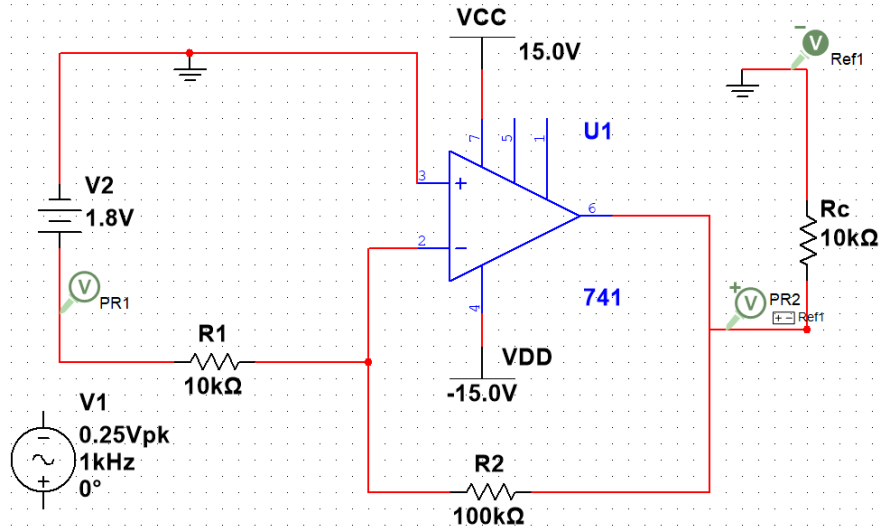 VCC
15.0V
Ref1
7
5
1
U1
3
+
V2
1.8V
6
Rc
10kΩ
2
−
PR1
4
741
+
PR2
+ - Ref1
R1
10kΩ
VDD
-15.0V
V1
0.25Vpk
1kHz
0°
R2
100kΩ
V
V
V